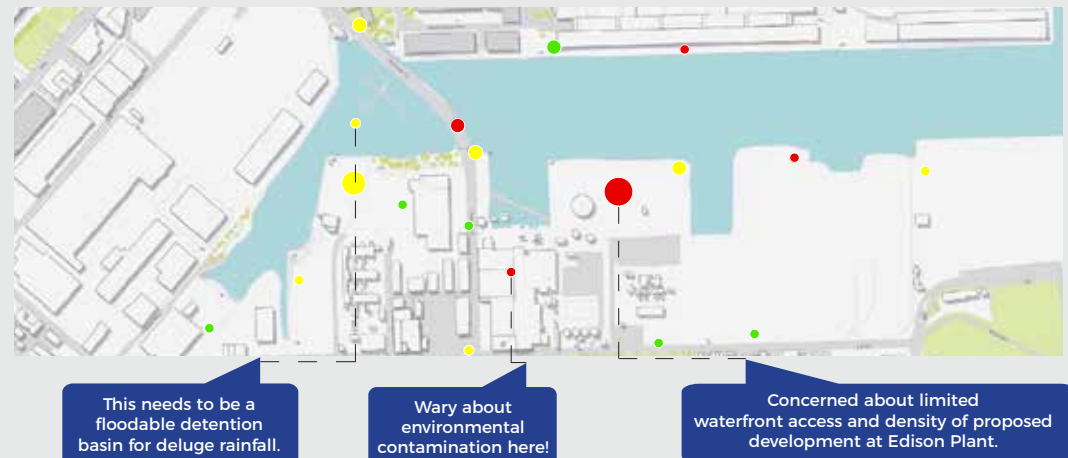 This needs to be a
floodable detention
basin for deluge rainfall.
Wary about
environmental
contamination here!
Concerned about limited
waterfront access and density of proposed
development at Edison Plant.